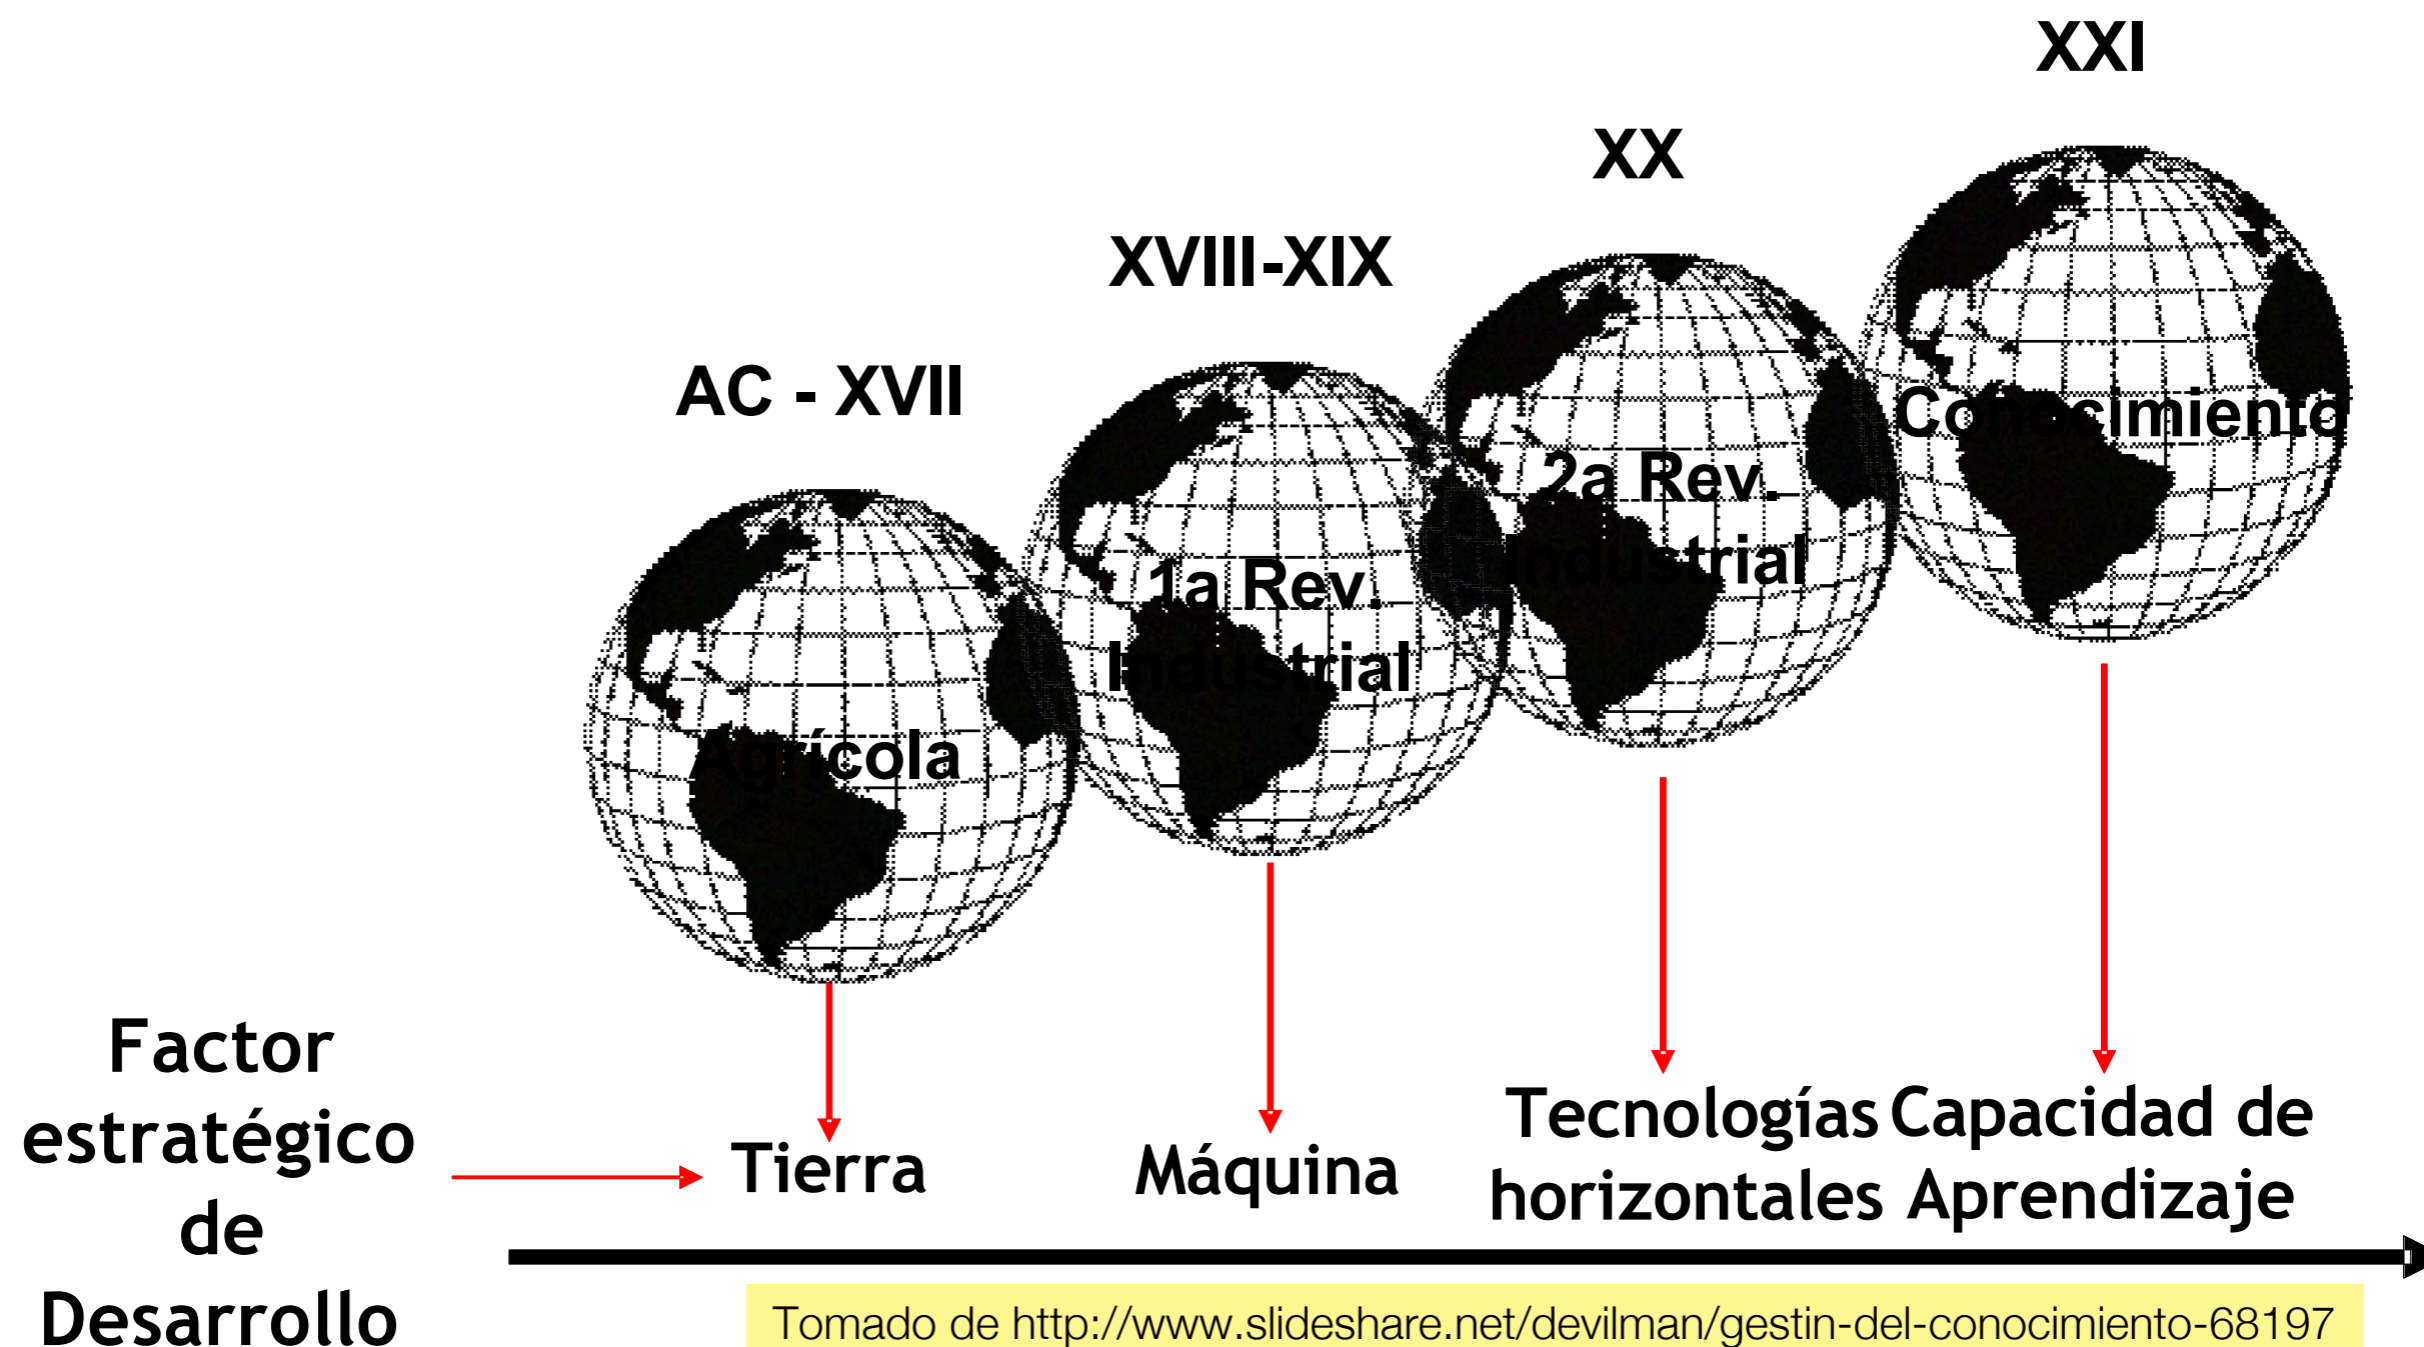 XXI
XX
XVIII-XIX
AC - XVII
Conocimiento
2a Rev.
Industrial
1a Rev.
Industrial
Agrícola
Factor
estratégico
de
Desarrollo
Tierra
Máquina
Tecnologías
horizontales
Capacidad de
Aprendizaje
Tomado de http://www.slideshare.net/devilman/gestin-del-conocimiento-68197